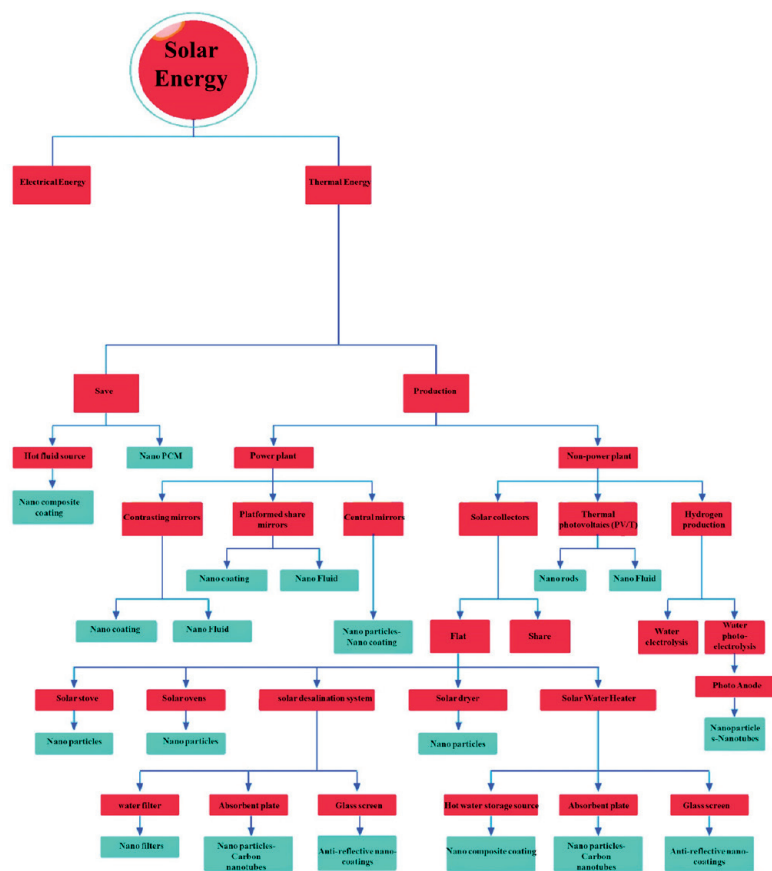 Solar
Energy
Electrical Energy
Thermal Energy
Save
Production
Hot fluid source
Nano PCM
Power plant
Non-power plant
Nano composite
coating
Contrasting mirrors
Platformed share
mirrors
Central mirrors
Solar collectors
Thermal
photovoltaics (PV/T)
Hydrogen
production
Nano coating
Nano Fluid
Nano rods
Nano Fluid
Nano coating
Nano Fluid
Nano particles-
Nano coating
Flat
Share
Water
electrolysis
Water
photo-
electrolysis
Solar stove
Solar ovens
solar desalination system
Solar dryer
Solar Water Heater
Photo Anode
Nano particles
Nano particles
Nano particles
Nanoparticle
s-Nanotubes
water filter
Absorbent plate
Glass screen
Hot water storage source
Absorbent plate
Glass screen
Nano filters
Nano particles-
Carbon
nanotubes
Anti-reflective nano-
coatings
Nano composite coating
Nano particles-
Carbon
nanotubes
Anti-reflective nano-
coatings